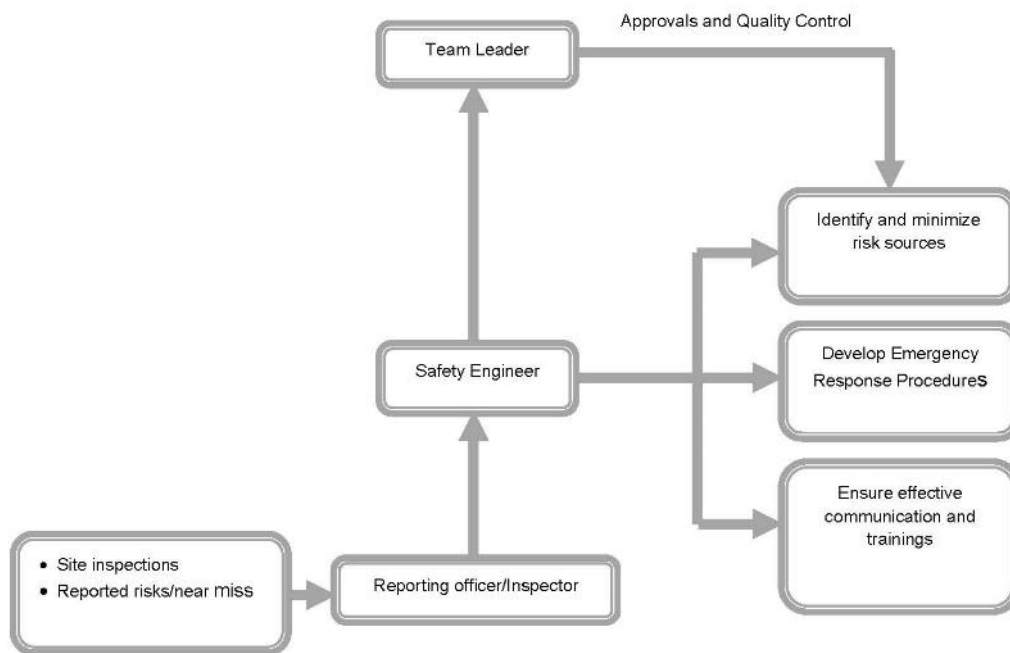 Approvals and Quality Control
Team Leader
Identify and minimize
risk sources
Safety Engineer
Develop Emergency
Response Procedures
Ensure effective
communication and
trainings
• Site inspections
• Reported risks/near miss
Reporting officer/Inspector